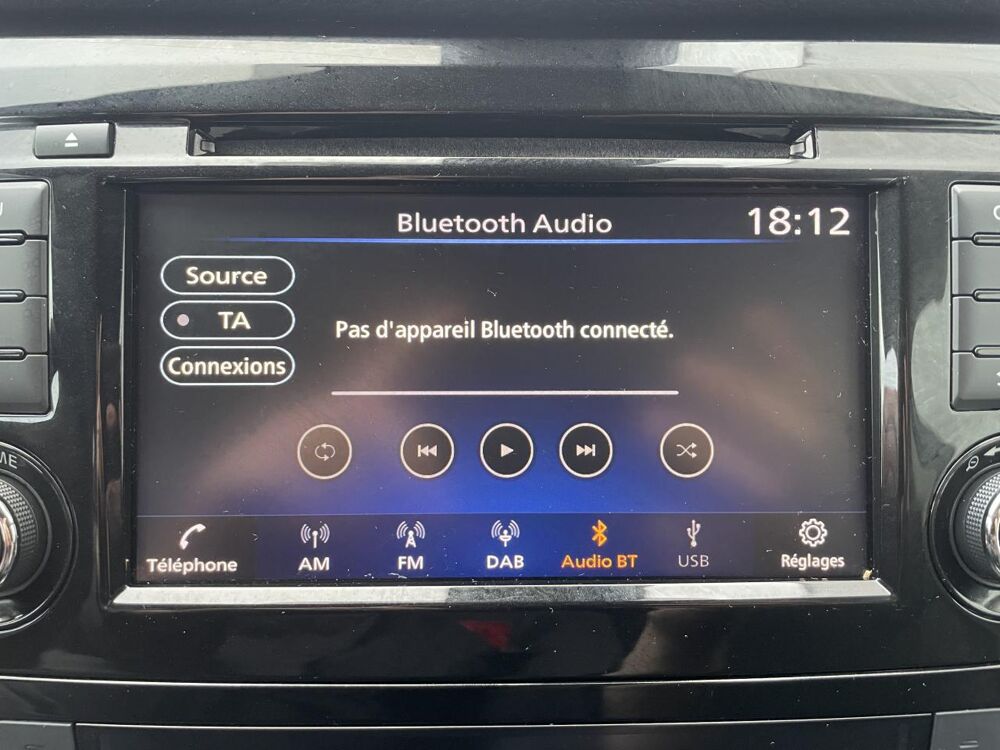 Bluetooth Audio
18:12
Source
TA
Connexions
Pas d'appareil Bluetooth connecté.
Téléphone
AM
FM
DAB
Audio BT
USB
Réglages